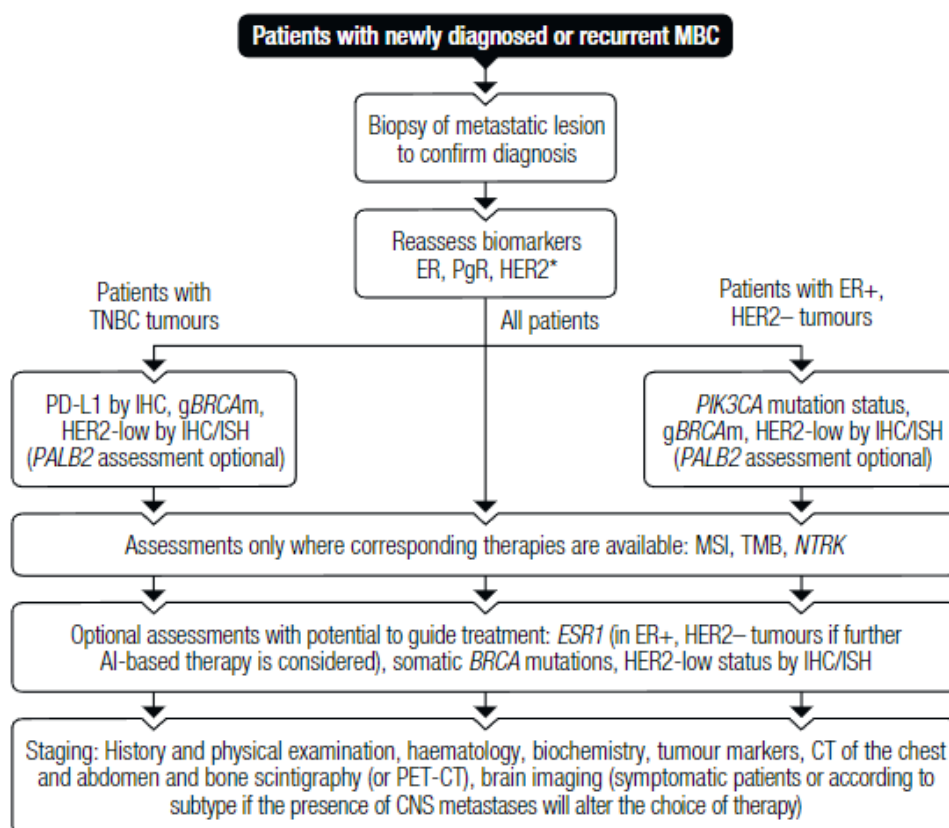 Patients with newly diagnosed or recurrent MBC
Biopsy of metastatic lesion
to confirm diagnosis
Reassess biomarkers
ER, PgR, HER2*
Patients with
TNBC tumours
All patients
Patients with ER+,
HER2– tumours
PD-L1 by IHC, gBRCAm,
HER2-low by IHC/ISH
(PALB2 assessment optional)
PIK3CA mutation status,
gBRCAm, HER2-low by IHC/ISH
(PALB2 assessment optional)
Assessments only where corresponding therapies are available: MSI, TMB, NTRK
Optional assessments with potential to guide treatment: ESR1 (in ER+, HER2– tumours if further
AI-based therapy is considered), somatic BRCA mutations, HER2-low status by IHC/ISH
Staging: History and physical examination, haematology, biochemistry, tumour markers, CT of the chest
and abdomen and bone scintigraphy (or PET-CT), brain imaging (symptomatic patients or according to
subtype if the presence of CNS metastases will alter the choice of therapy)